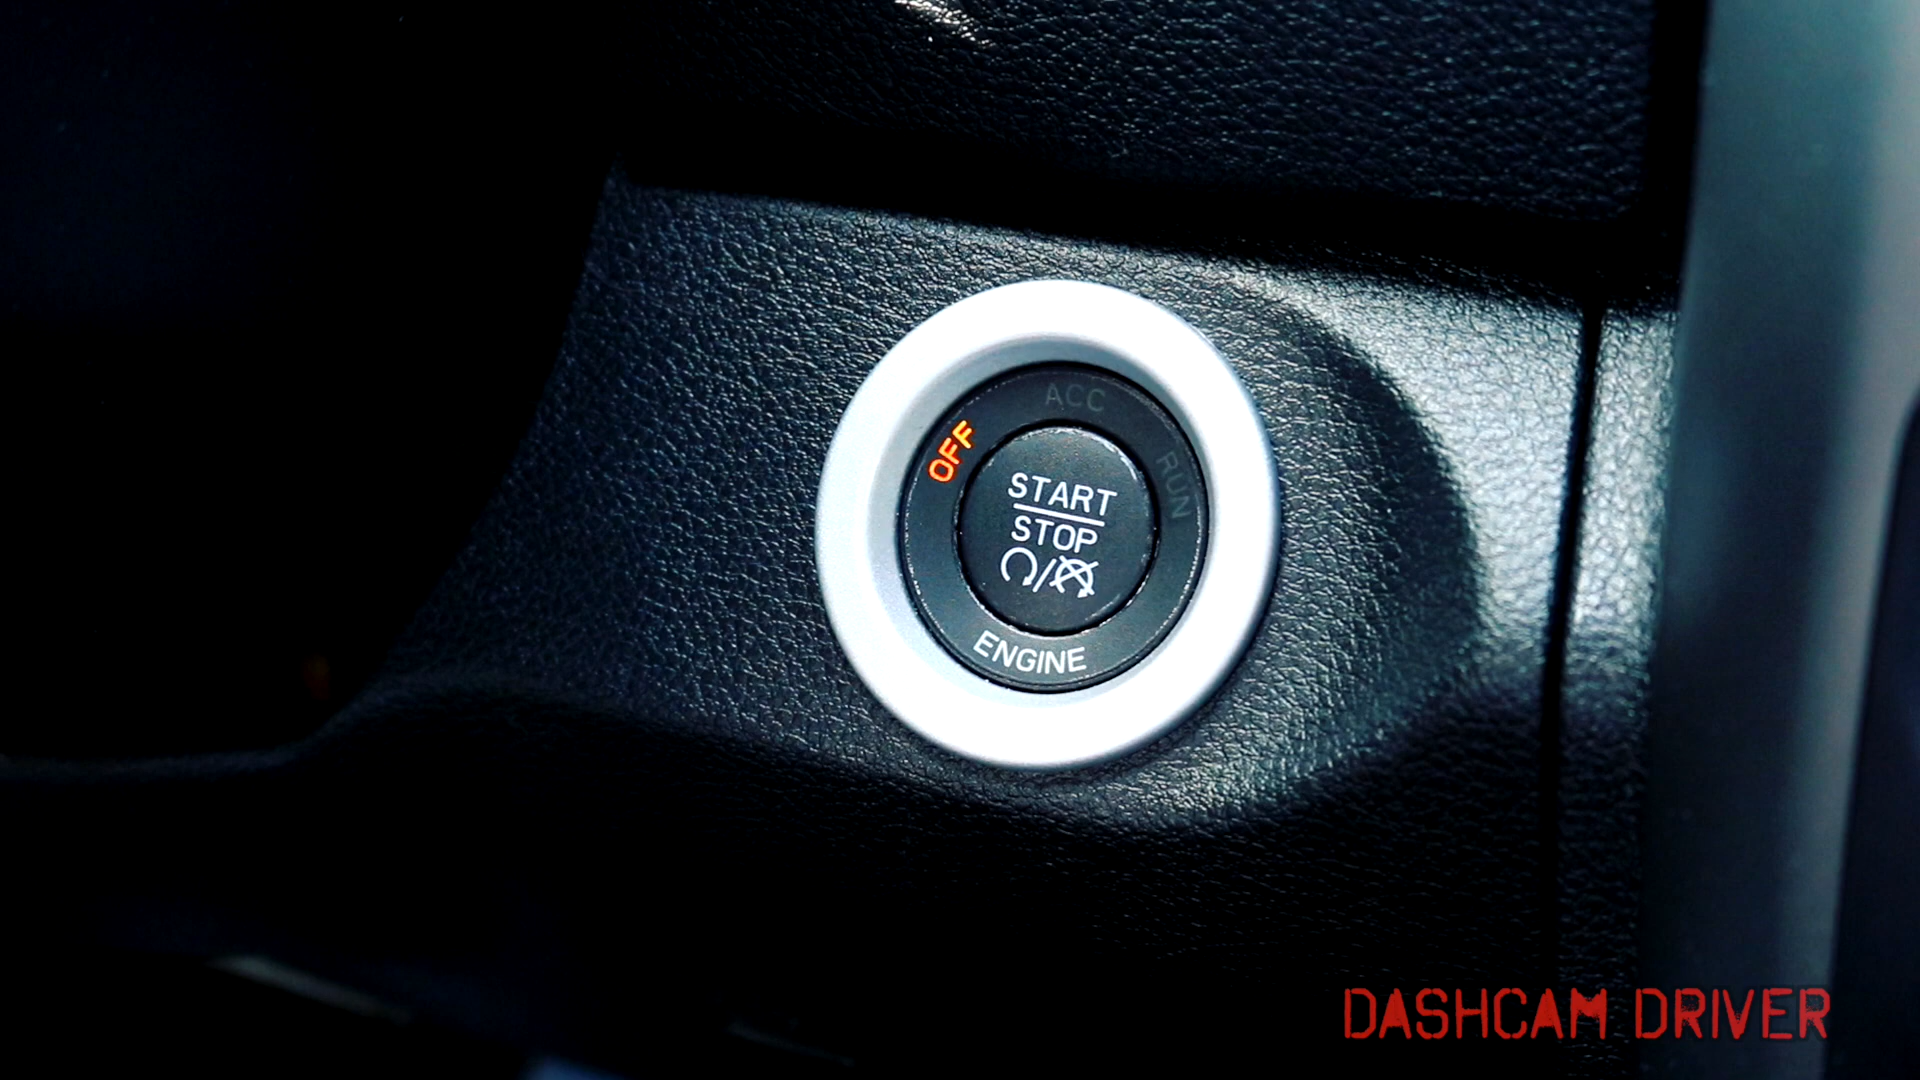 ACC
OFF
RUN
START
STOP
ENGINE
DASHCAM DRIVER